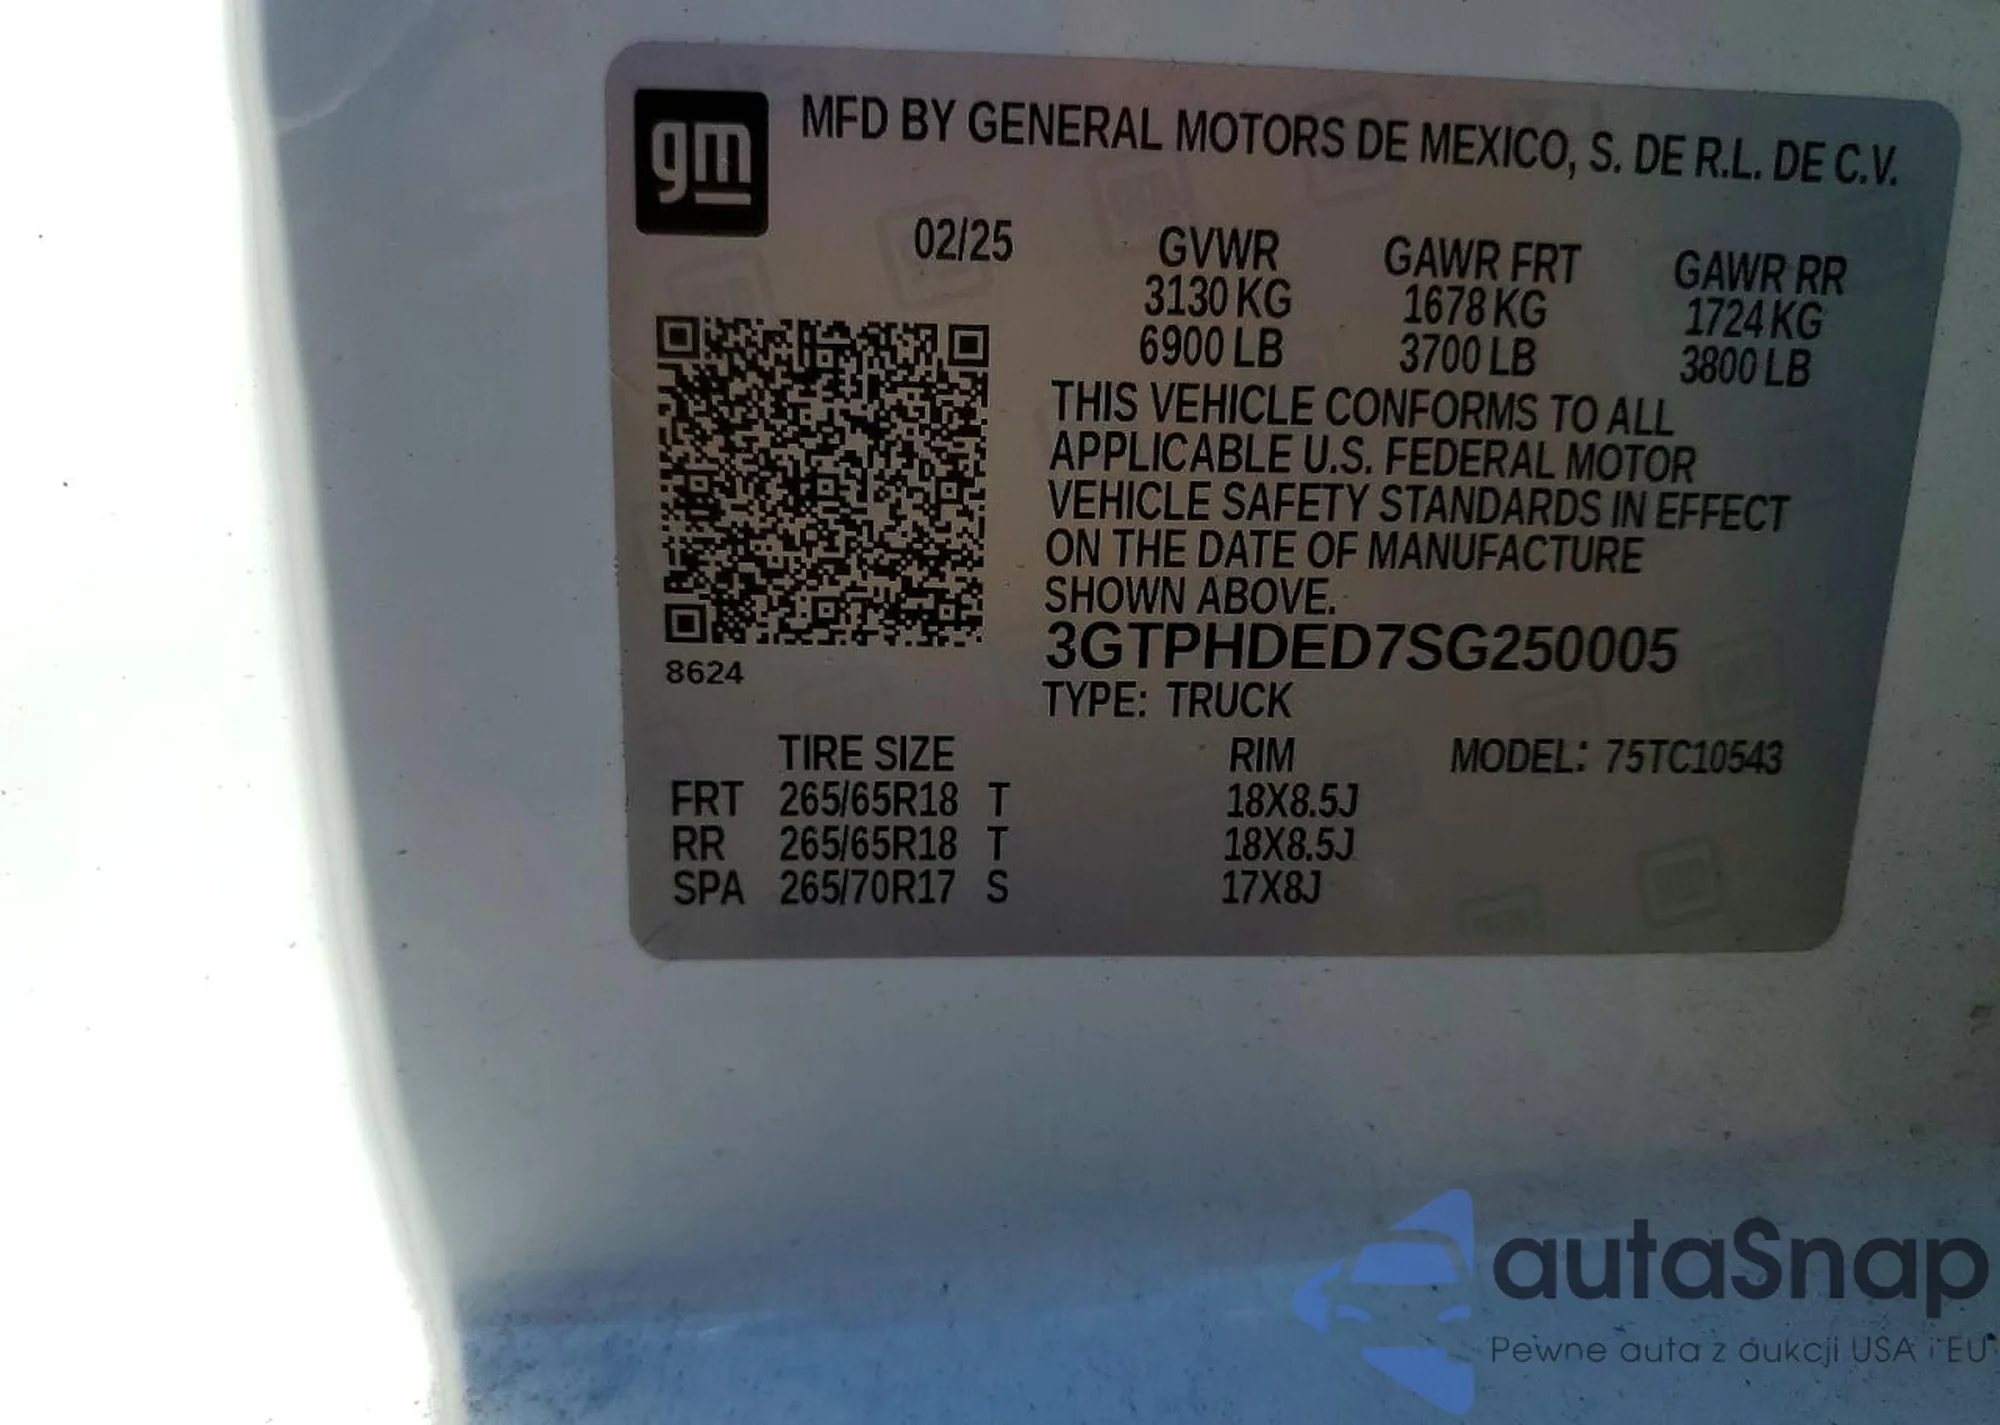 gm
MFD BY GENERAL MOTORS DE MEXICO, S. DE R.L. DE C.V.
02/25 GVWR GAWR FRT GAWR RR
3130 KG 1678 KG 1724 KG
6900 LB 3700 LB 3800 LB
THIS VEHICLE CONFORMS TO ALL
APPLICABLE U.S. FEDERAL MOTOR
VEHICLE SAFETY STANDARDS IN EFFECT
ON THE DATE OF MANUFACTURE
SHOWN ABOVE.
3GTPHDED7SG250005
8624
TYPE: TRUCK
TIRE SIZE RIM MODEL: 75TC10543
FRT 265/65R18 T 18X8.5J
RR 265/65R18 T 18X8.5J
SPA 265/70R17 S 17X8J
autaSnap
Pewne auta z aukcji USA i EU